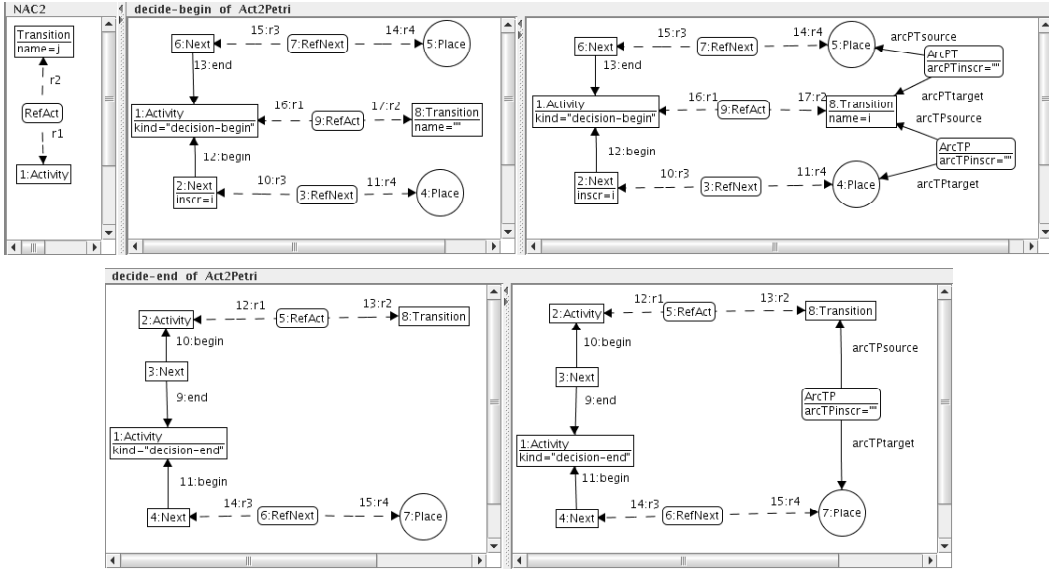 NAC2
Transition
name=j
r2
RefAct
r1
1:Activity
decide-begin of Act2Petri
15:r3
14:r4
6:Next
7:RefNext
5:Place
13:end
1:Activity
kind="decision-begin"
16:r1
17:r2
9:RefAct
8:Transition
name=""
12:begin
2:Next
inscr=i
10:r3
11:r4
3:RefNext
4:Place
15:r3
14:r4
arcPTsource
6:Next
7:RefNext
5:Place
ArcPT
arcPTinscr=""
13:end
arcPTtarget
1:Activity
kind="decision-begin"
16:r1
17:r2
9:RefAct
8:Transition
name=i
arcTPsource
12:begin
ArcTP
arcTPinscr=""
2:Next
inscr=i
10:r3
11:r4
3:RefNext
4:Place
arcTPtarget
decide-end of Act2Petri
12:r1
13:r2
2:Activity
5:RefAct
8:Transition
10:begin
3:Next
9:end
1:Activity
kind="decision-end"
11:begin
14:r3
15:r4
4:Next
6:RefNext
7:Place
12:r1
13:r2
2:Activity
5:RefAct
8:Transition
10:begin
arcTPsource
3:Next
9:end
ArcTP
arcTPinscr=""
1:Activity
kind="decision-end"
arcTPtarget
11:begin
14:r3
15:r4
4:Next
6:RefNext
7:Place